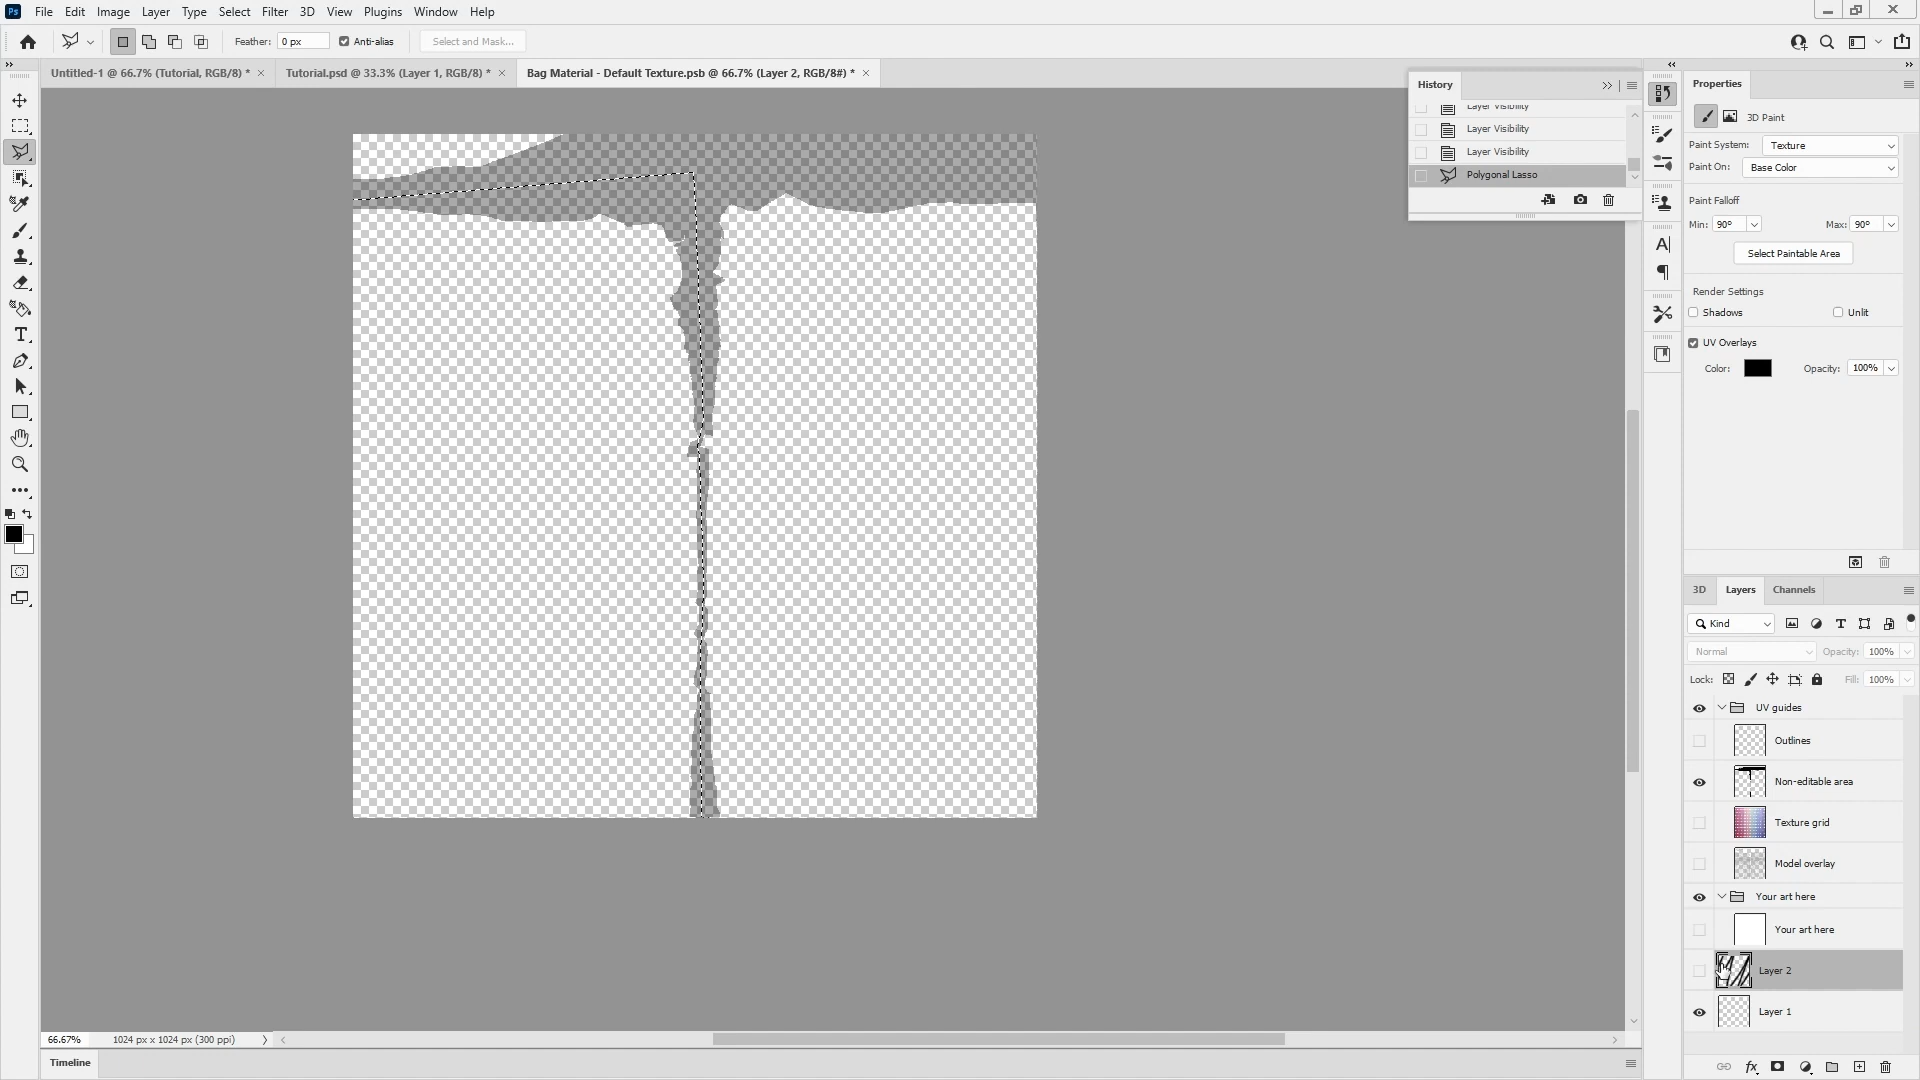 Ps File Edit Image Layer Type Select Filter 3D View Plugins Window Help
Feather: 0 px Anti-alias Select and Mask...
Untitled-1 @ 66.7% (Tutorial, RGB/8) * Tutorial.psd @ 33.3% (Layer 1, RGB/8) * Bag Material - Default Texture.psb @ 66.7% (Layer 2, RGB/8#) *
History
Layer Visibility
Layer Visibility
Layer Visibility
Polygonal Lasso
Properties
3D Paint
Paint System: Texture
Paint On: Base Color
Paint Falloff
Min: 90° Max: 90°
Select Paintable Area
Render Settings
Shadows Unlit
UV Overlays
Color: Opacity: 100%
3D Layers Channels
Kind
Normal Opacity: 100%
Lock: Fill: 100%
UV guides
Outlines
Non-editable area
Texture grid
Model overlay
Your art here
Your art here
Layer 2
Layer 1
66.67% 1024 px x 1024 px (300 ppi)
Timeline